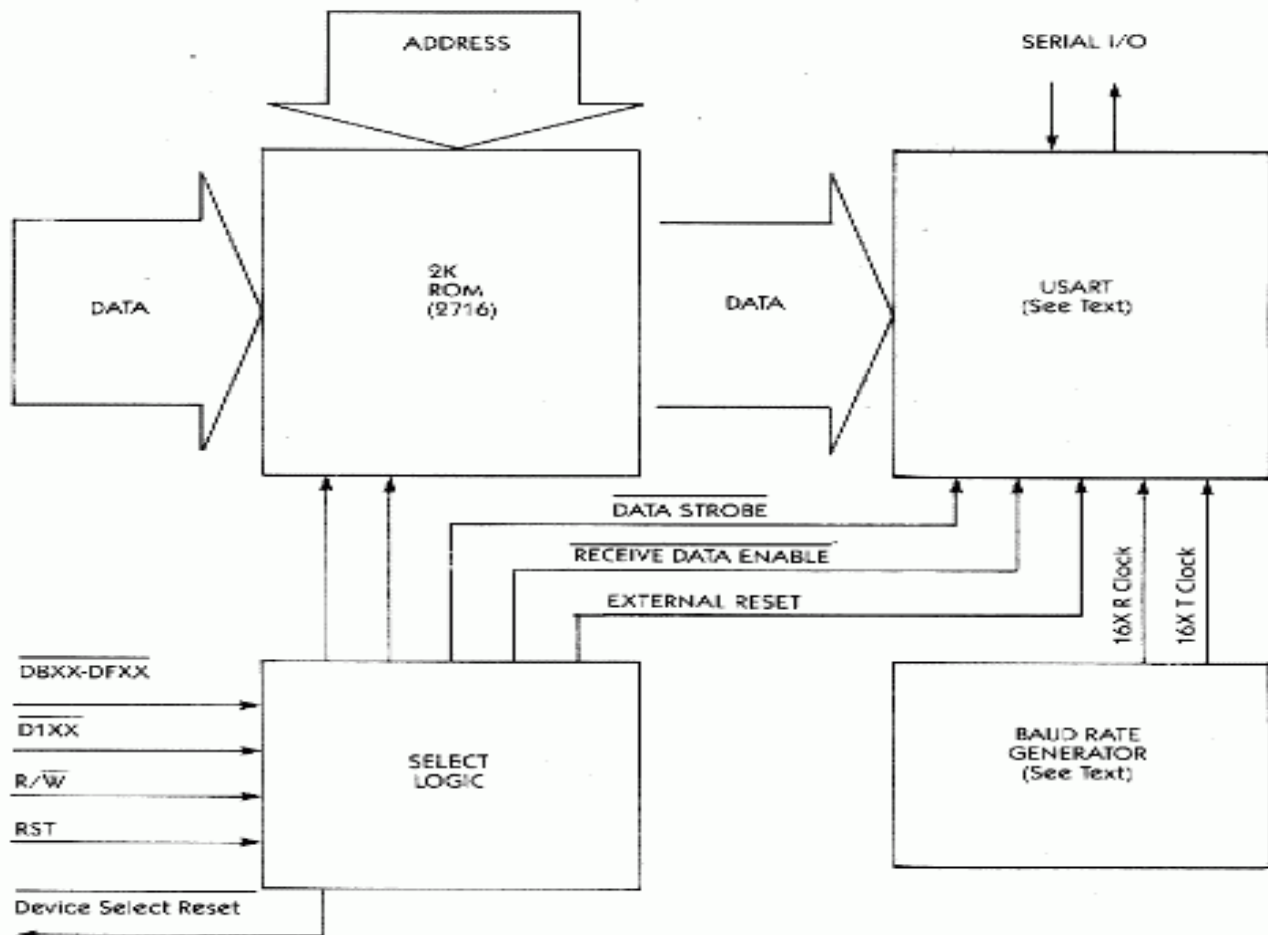 ADDRESS
SERIAL I/O
DATA
2K
ROM
(2716)
DATA
USART
(See Text)
DATA STROBE
RECEIVE DATA ENABLE
EXTERNAL RESET
16X R Clock
16X T Clock
D8XX-DFXX
D1XX
R/W
RST
Device Select Reset
SELECT
LOGIC
BAUD RATE
GENERATOR
(See Text)